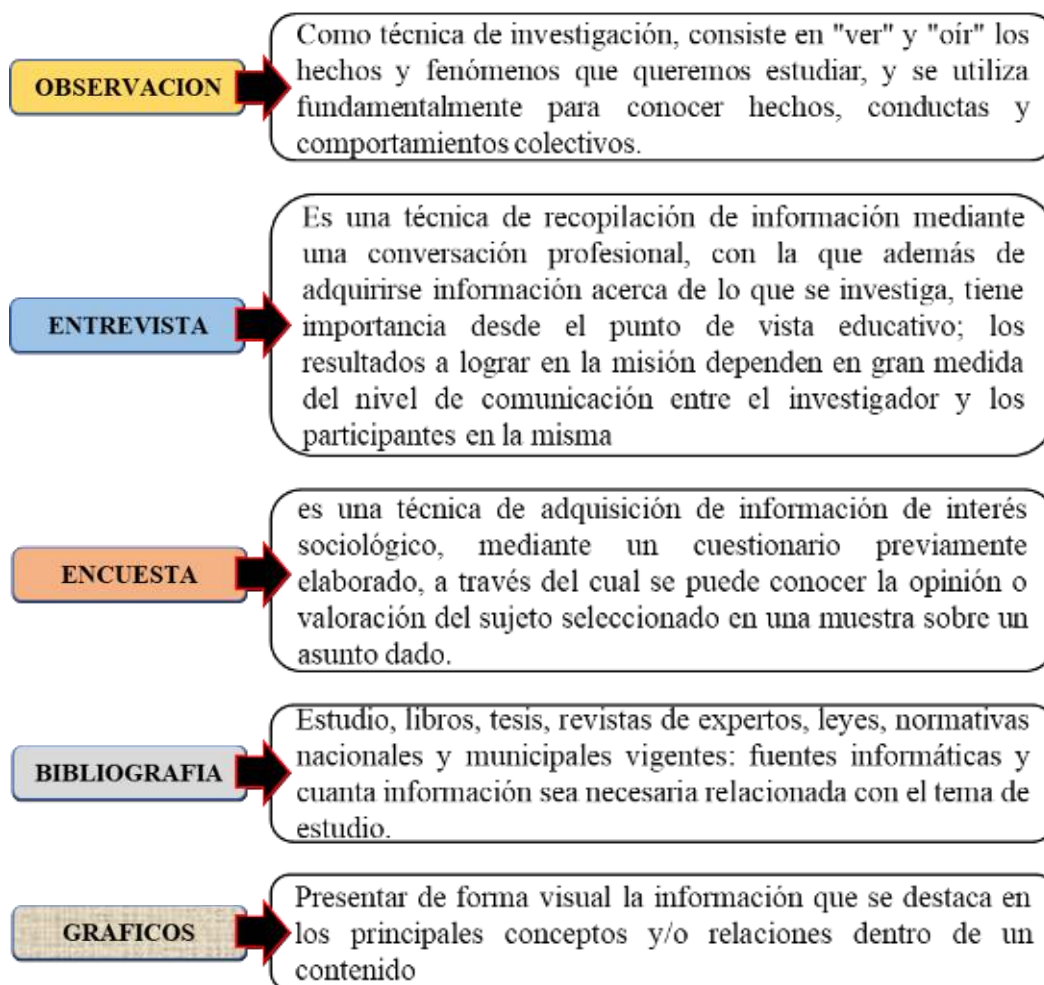 OBSERVACION
Como técnica de investigación, consiste en "ver" y "oír" los
hechos y fenómenos que queremos estudiar, y se utiliza
fundamentalmente para conocer hechos, conductas y
comportamientos colectivos.
ENTREVISTA
Es una técnica de recopilación de información mediante
una conversación profesional, con la que además de
adquirirse información acerca de lo que se investiga, tiene
importancia desde el punto de vista educativo; los
resultados a lograr en la misión dependen en gran medida
del nivel de comunicación entre el investigador y los
participantes en la misma
ENCUESTA
es una técnica de adquisición de información de interés
sociológico, mediante un cuestionario previamente
elaborado, a través del cual se puede conocer la opinión o
valoración del sujeto seleccionado en una muestra sobre un
asunto dado.
BIBLIOGRAFIA
Estudio, libros, tesis, revistas de expertos, leyes, normativas
nacionales y municipales vigentes: fuentes informáticas y
cuanta información sea necesaria relacionada con el tema de
estudio.
GRAFICOS
Presentar de forma visual la información que se destaca en
los principales conceptos y/o relaciones dentro de un
contenido